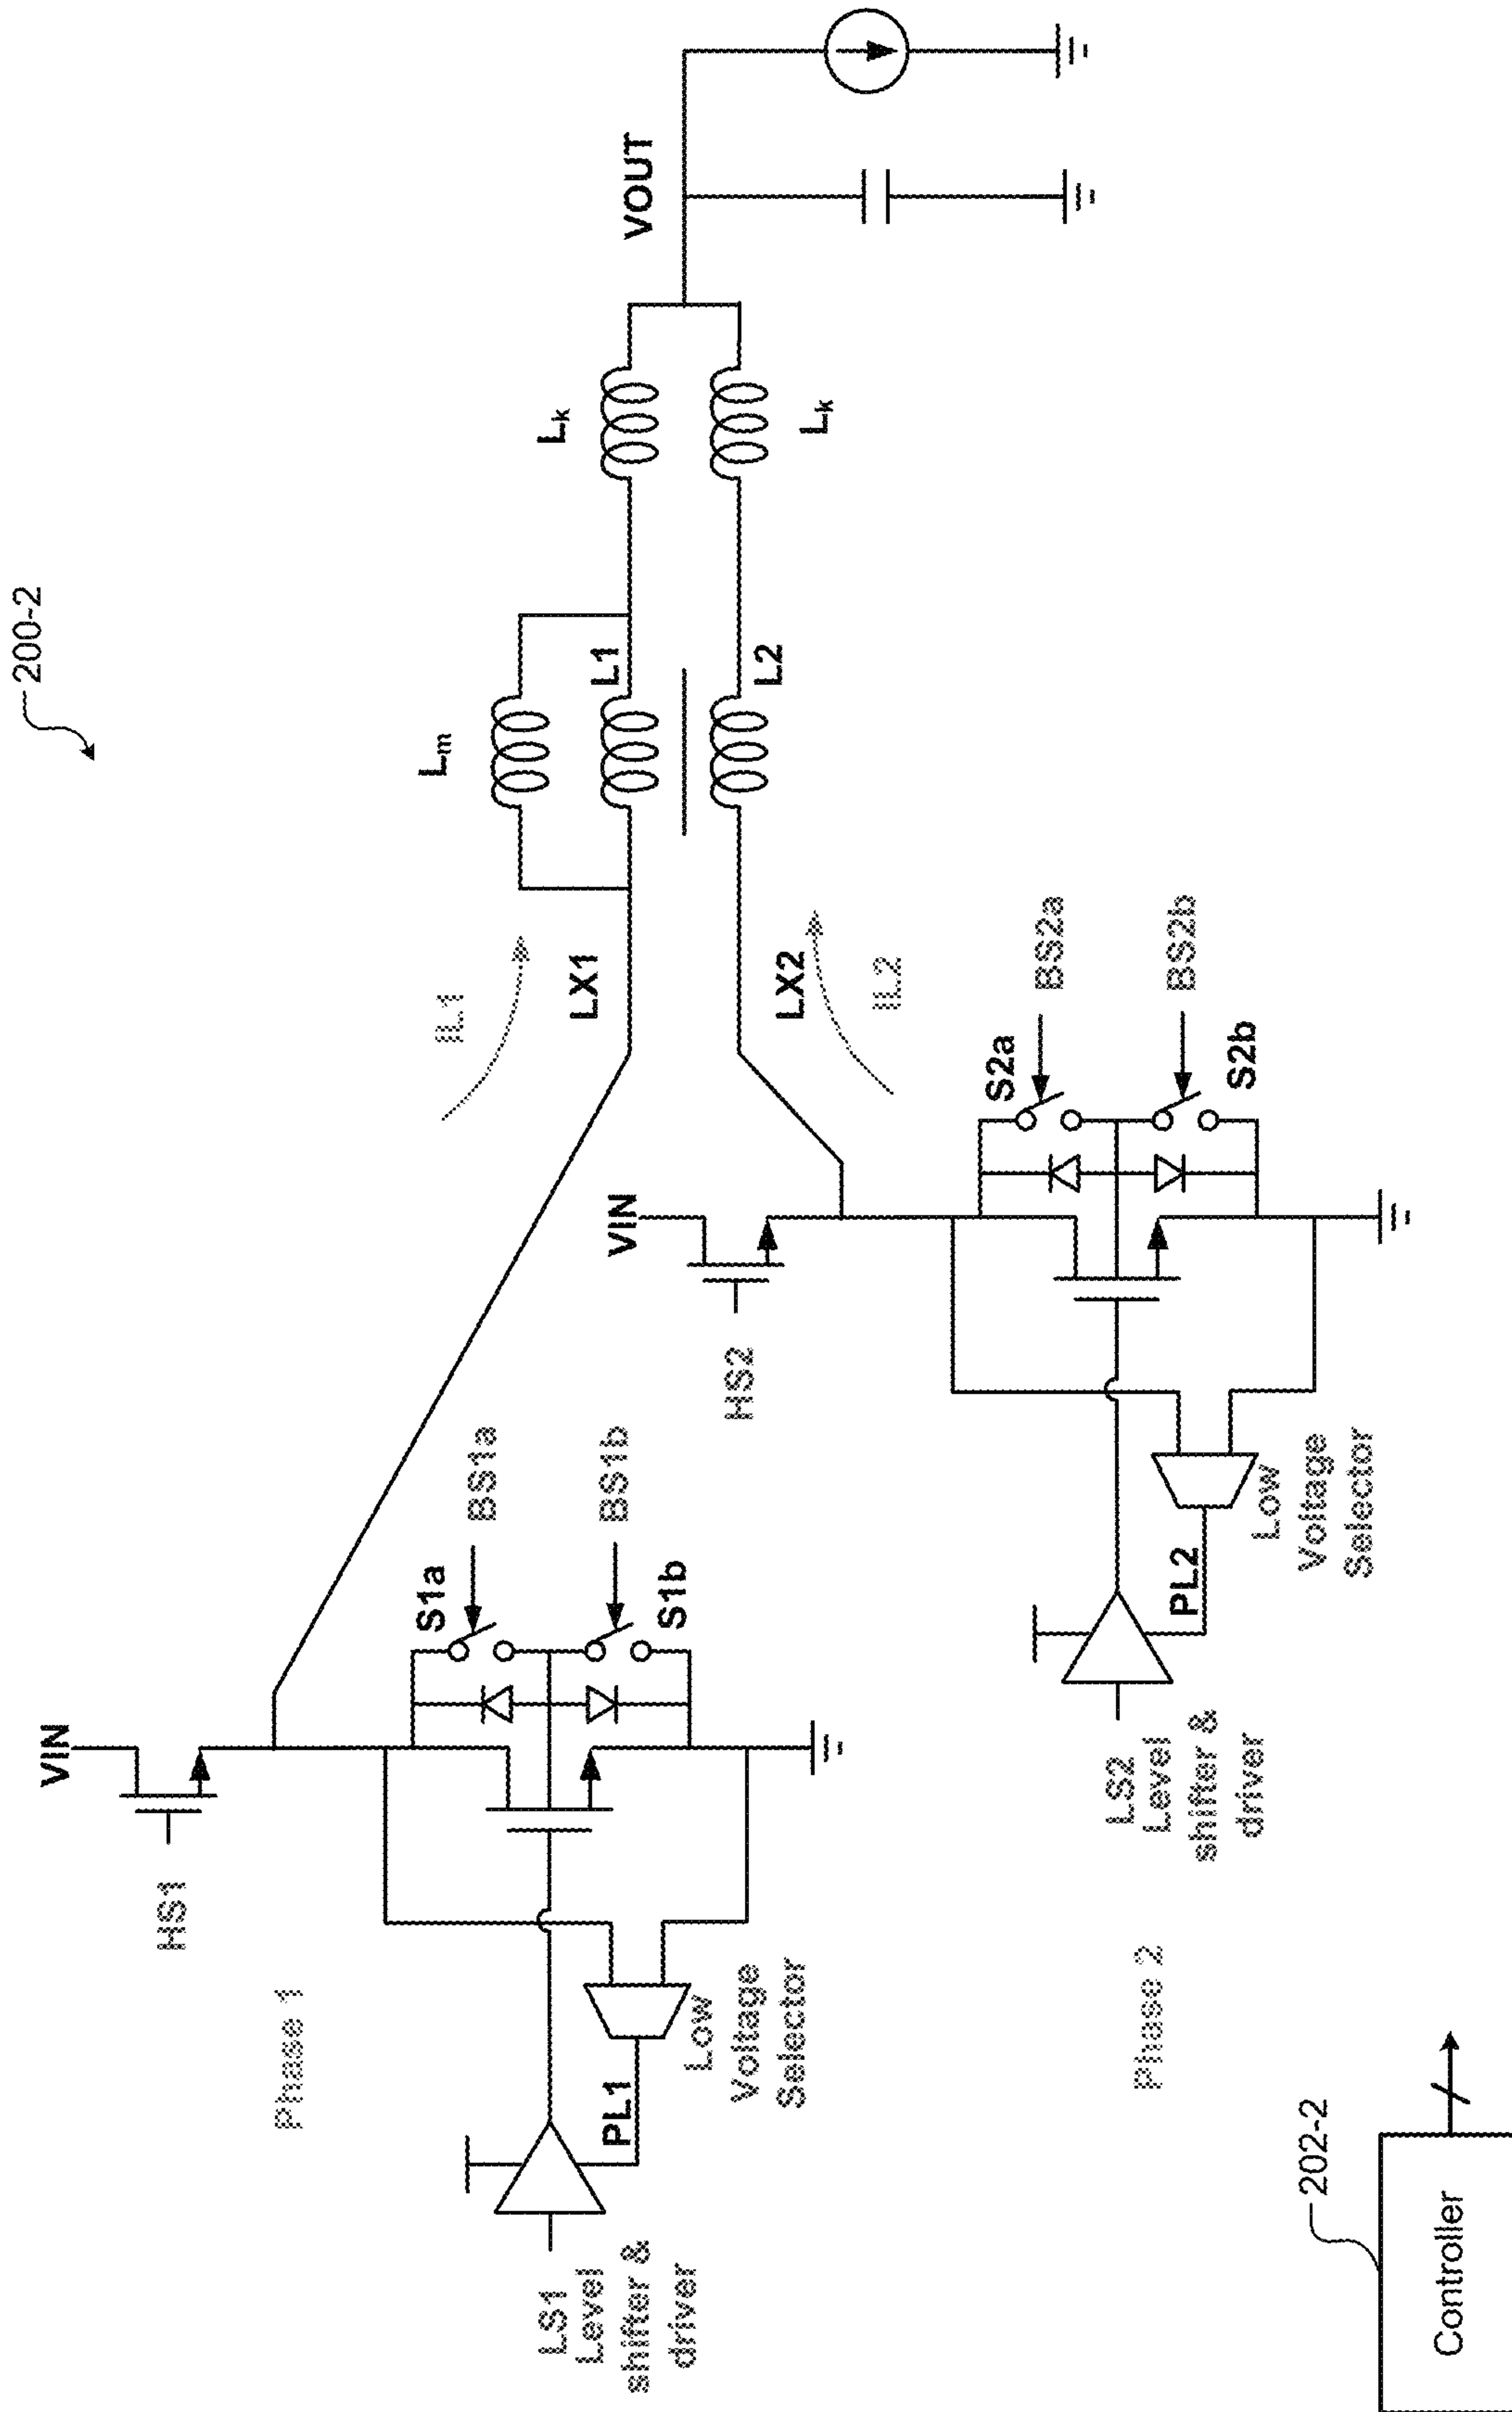 200-2
VIN
HS1
Phase 1
LS1
Level
shifter &
driver
PL1
Low
Voltage
Selector
S1a
BS1a
BS1b
S1b
IL1
LX1
Lm
L1
Lk
VOUT
VIN
HS2
Phase 2
LS2
Level
shifter &
driver
PL2
Low
Voltage
Selector
S2a
BS2a
BS2b
S2b
LX2
IL2
L2
Lk
202-2
Controller